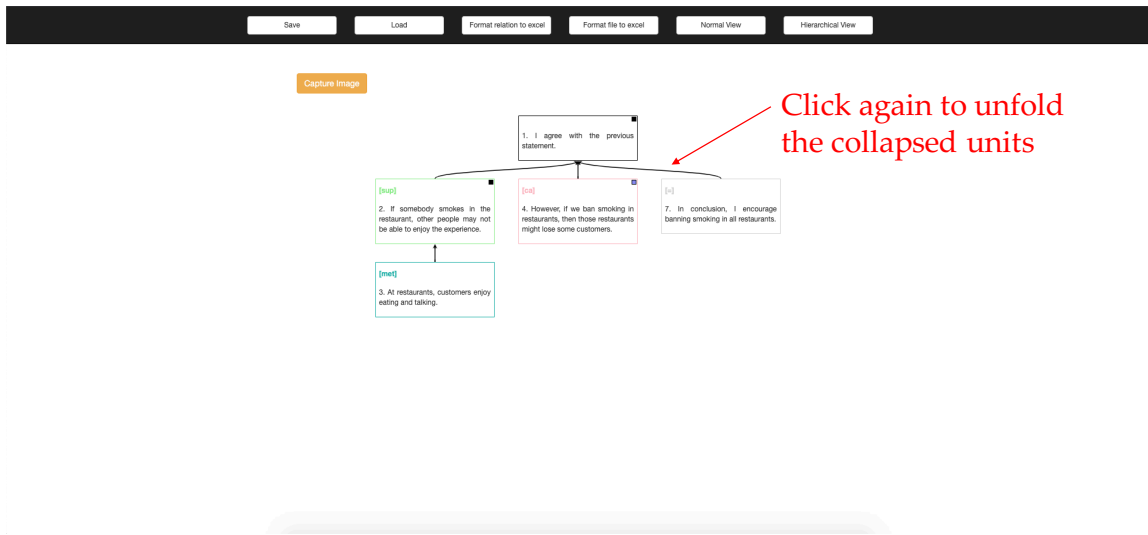 Save Load Format relation to excel Format file to excel Normal View Hierarchical View
Capture Image
Click again to unfold
the collapsed units
1. I agree with the previous
statement.
[sup]
2. If somebody smokes in the
restaurant, other people may not
be able to enjoy the experience.
[ca]
4. However, if we ban smoking in
restaurants, then those restaurants
might lose some customers.
[=]
7. In conclusion, I encourage
banning smoking in all restaurants.
[met]
3. At restaurants, customers enjoy
eating and talking.